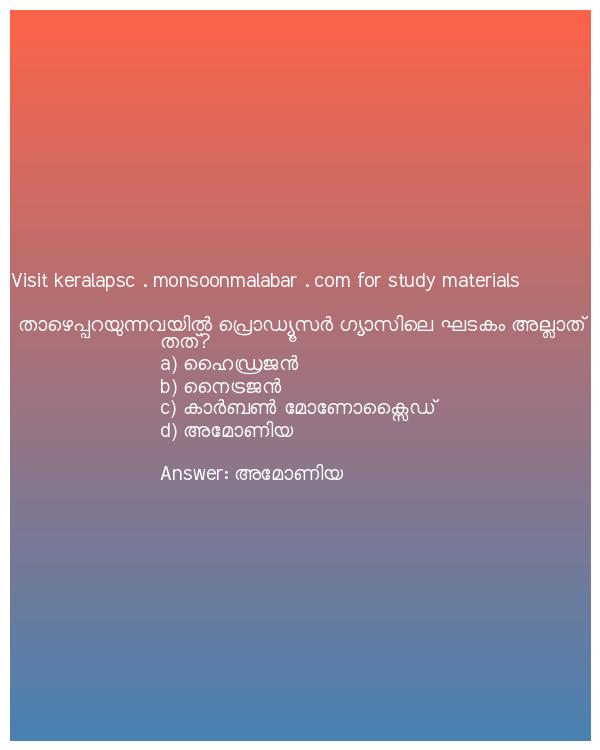 Visit keralapsc . monsoonmalabar . com for study materials
താഴെപ്പറയുന്നവയിൽ പ്രൊഡ്യൂസർ ഗ്യാസിലെ ഘടകം അല്ലാത്
തത്?
a) ഹൈഡ്രജൻ
b) നൈട്രജൻ
c) കാർബൺ മോണോക്സൈഡ്
d) അമോണിയ
Answer: അമോണിയ